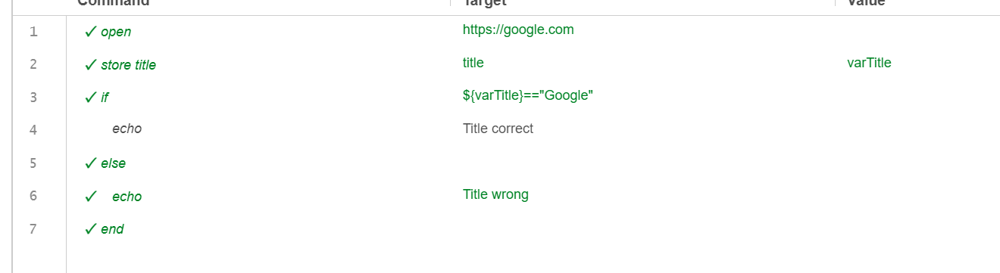 Command Target Value
1 ✓ open https://google.com
2 ✓ store title title varTitle
3 ✓ if ${varTitle}=="Google"
4 echo Title correct
5 ✓ else
6 ✓ echo Title wrong
7 ✓ end